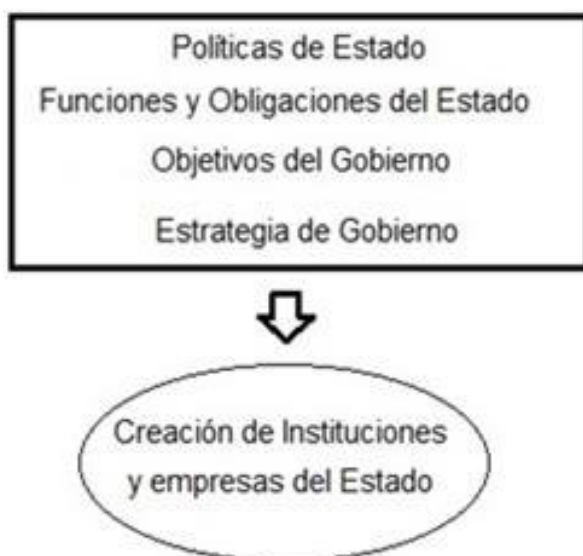 Políticas de Estado
Funciones y Obligaciones del Estado
Objetivos del Gobierno
Estrategia de Gobierno
Creación de Instituciones
y empresas del Estado